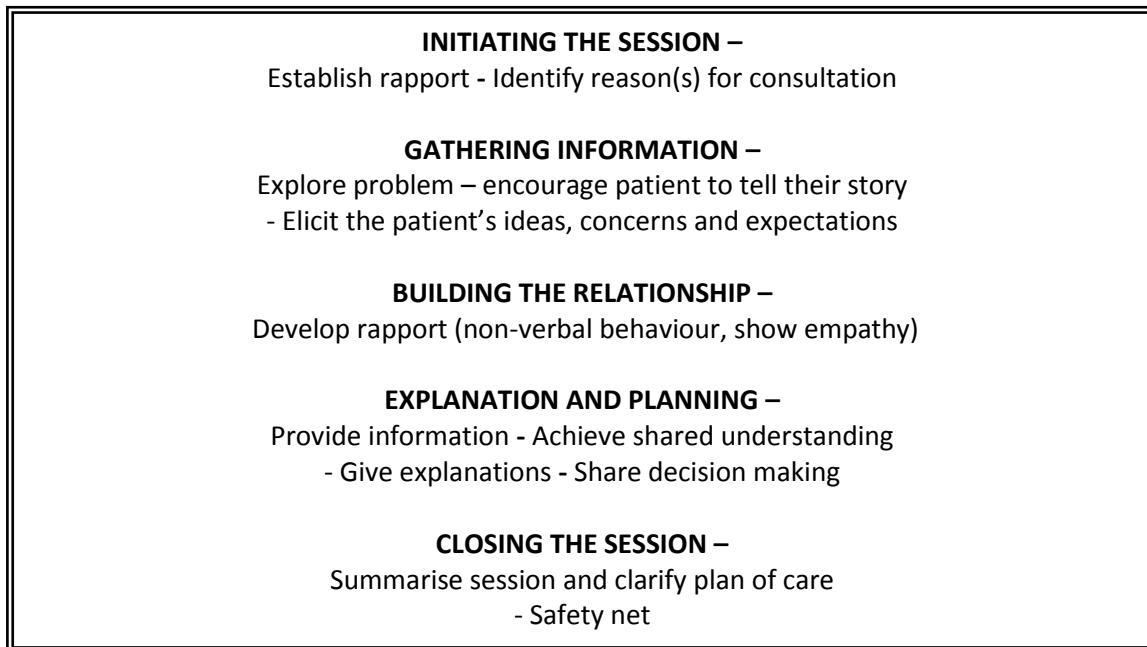 INITIATING THE SESSION –
Establish rapport - Identify reason(s) for consultation
GATHERING INFORMATION –
Explore problem – encourage patient to tell their story
- Elicit the patient’s ideas, concerns and expectations
BUILDING THE RELATIONSHIP –
Develop rapport (non-verbal behaviour, show empathy)
EXPLANATION AND PLANNING –
Provide information - Achieve shared understanding
- Give explanations - Share decision making
CLOSING THE SESSION –
Summarise session and clarify plan of care
- Safety net